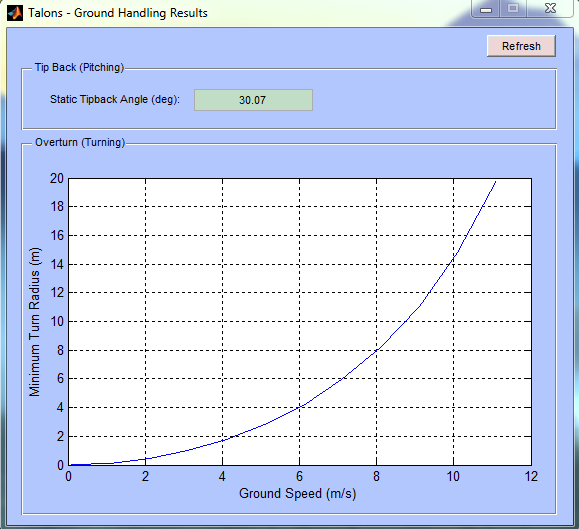 Talons - Ground Handling Results
Refresh
Tip Back (Pitching)
Static Tipback Angle (deg):
30.07
Overturn (Turning)
20
18
16
14
12
10
8
6
4
2
0
Minimum Turn Radius (m)
0
2
4
6
8
10
12
Ground Speed (m/s)